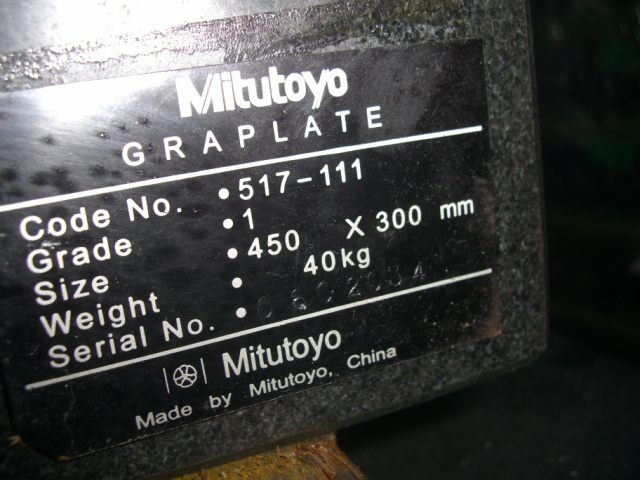 Mitutoyo
GRAPLATE
Code No. •517-111
Grade •1
Size •450 X 300 mm
Weight • 40kg
Serial No. •
Mitutoyo
Made by Mitutoyo, China